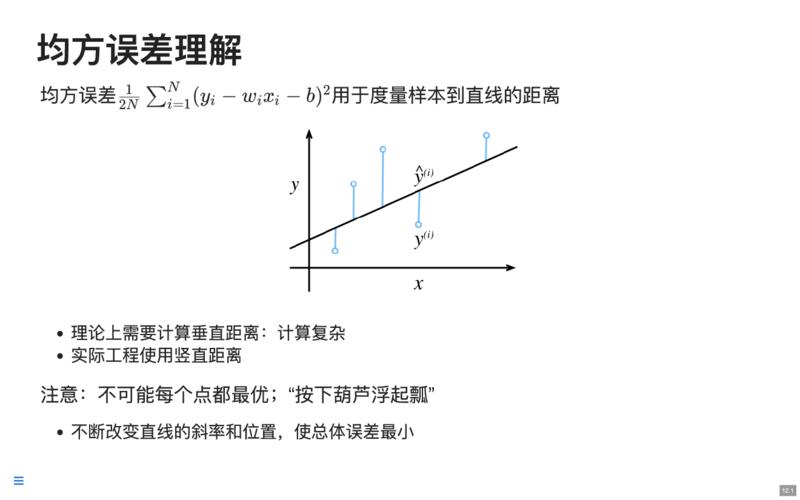 均方误差理解
均方误差\frac{1}{2N} \sum_{i=1}^{N}(y_i - w_i x_i - b)^2用于度量样本到直线的距离
y
ŷ^{(i)}
y^{(i)}
x
• 理论上需要计算垂直距离：计算复杂
• 实际工程使用竖直距离
注意：不可能每个点都最优；“按下葫芦浮起瓢”
• 不断改变直线的斜率和位置，使总体误差最小
12.1